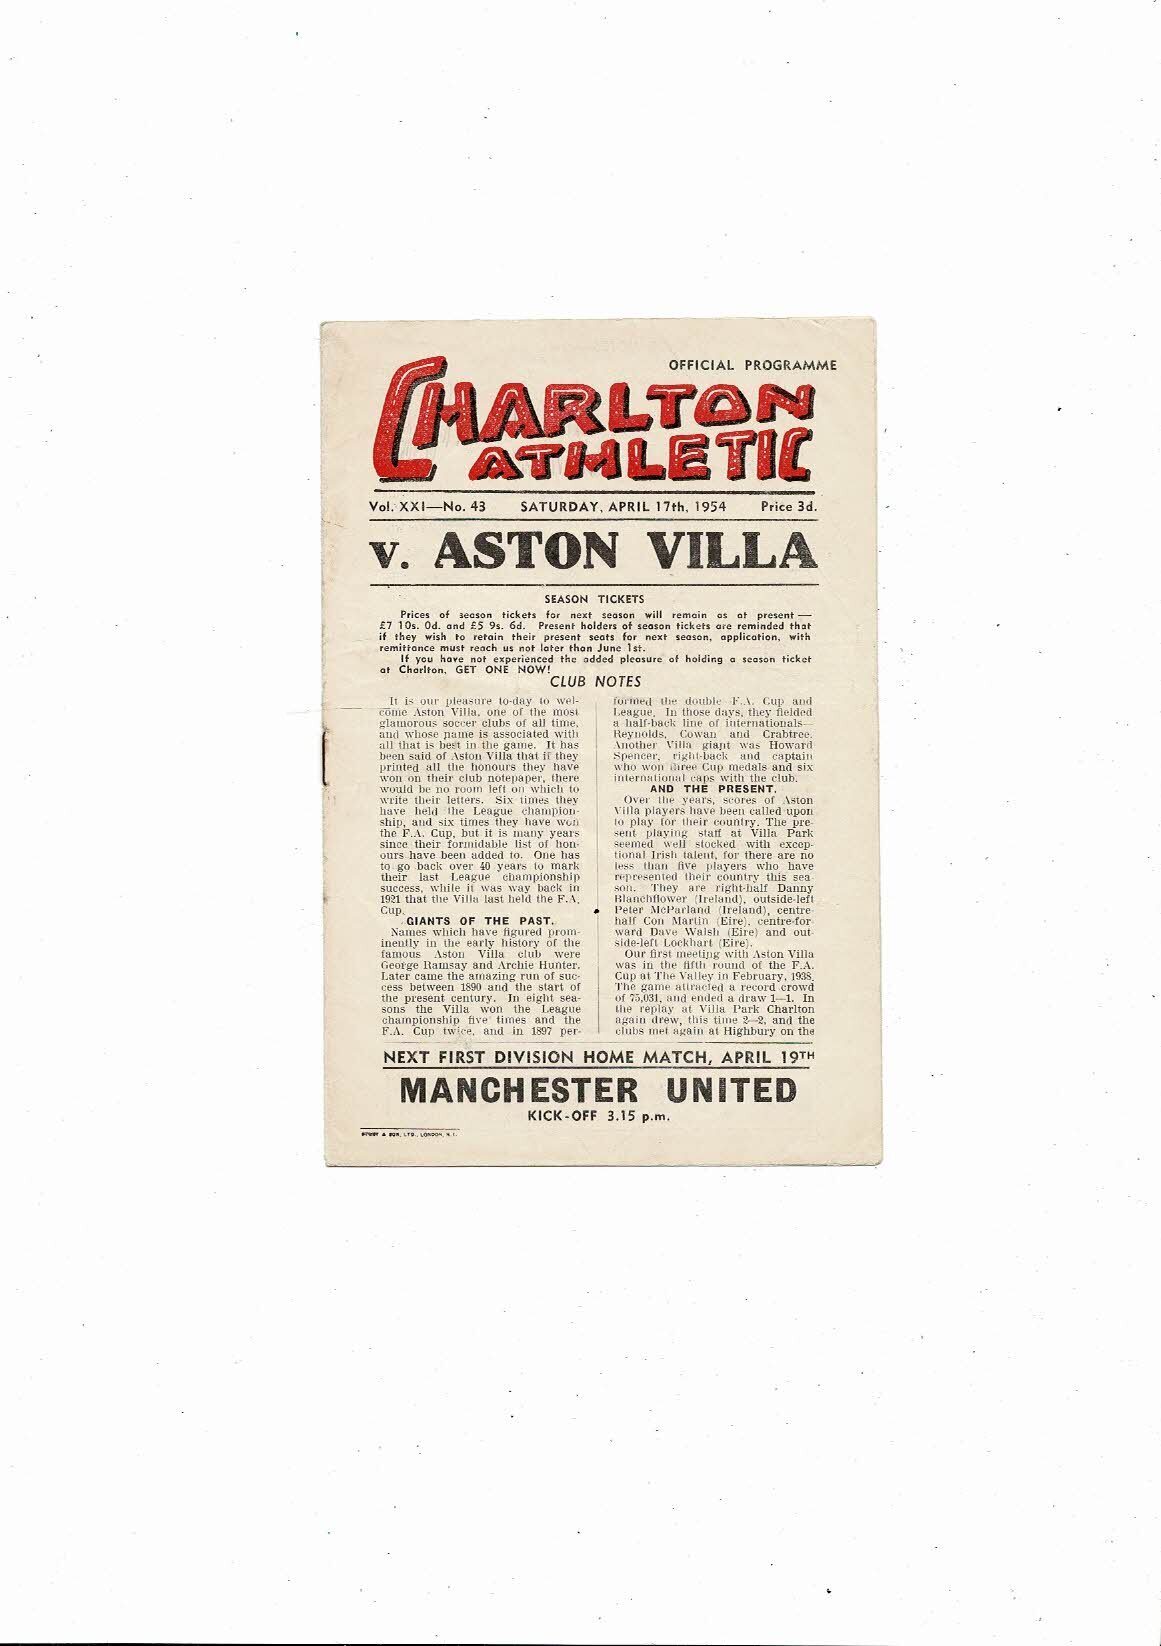 OFFICIAL PROGRAMME
CHARLTON
ATHLETIC
Vol. XXI—No. 43 SATURDAY, APRIL 17th, 1954 Price 3d.
v. ASTON VILLA
SEASON TICKETS
Prices of season tickets for next season will remain as at present —
£7 10s. 0d. and £5 9s. 6d. Present holders of season tickets are reminded that
if they wish to retain their present seats for next season, application, with
remittance must reach us not later than June 1st.
If you have not experienced the added pleasure of holding a season ticket
at Charlton, GET ONE NOW!
CLUB NOTES
It is our pleasure to-day to wel-
come Aston Villa, one of the most
glamorous soccer clubs of all time,
and whose name is associated with
all that is best in the game. It has
been said of Aston Villa that if they
printed all the honours they have
won on their club notepaper, there
would be no room left on which to
write their letters. Six times they
have held the League champion-
ship, and six times they have won
the F.A. Cup, but it is many years
since their formidable list of hon-
ours have been added to. One has
to go back over 40 years to mark
their last League championship
success, while it was way back in
1921 that the Villa last held the F.A.
Cup.
GIANTS OF THE PAST.
Names which have figured prom-
inently in the early history of the
famous Aston Villa club were
George Ramsay and Archie Hunter.
Later came the amazing run of suc-
cess between 1890 and the start of
the present century. In eight sea-
sons the Villa won the League
championship five times and the
F.A. Cup twice, and in 1897 per-
formed the double F.A. Cup and
League. In those days, they fielded
a half-back line of internationals—
Reynolds, Cowan and Crabtree.
Another Villa giant was Howard
Spencer, right-back and captain
who won three Cup medals and six
international caps with the club.
AND THE PRESENT.
Over the years, scores of Aston
Villa players have been called upon
to play for their country. The pre-
sent playing staff at Villa Park
seemed well stocked with excep-
tional Irish talent, for there are no
less than five players who have
represented their country this sea-
son. They are right-half Danny
Blanchflower (Ireland), outside-left
Peter McParland (Ireland), centre-
half Con Martin (Eire), centre-for-
ward Dave Walsh (Eire) and out-
side-left Lockhart (Eire).
Our first meeting with Aston Villa
was in the fifth round of the F.A.
Cup at The Valley in February, 1938.
The game attracted a record crowd
of 75,031, and ended a draw 1—1. In
the replay at Villa Park Charlton
again drew, this time 2—2, and the
clubs met again at Highbury on the
NEXT FIRST DIVISION HOME MATCH, APRIL 19TH
MANCHESTER UNITED
KICK-OFF 3.15 p.m.
& SON, LTD., LONDON, N.1.